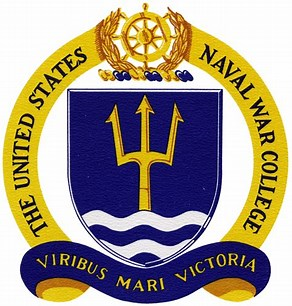 THE UNITED STATES NAVAL WAR COLLEGE
VIRIBUS MARI VICTORIA